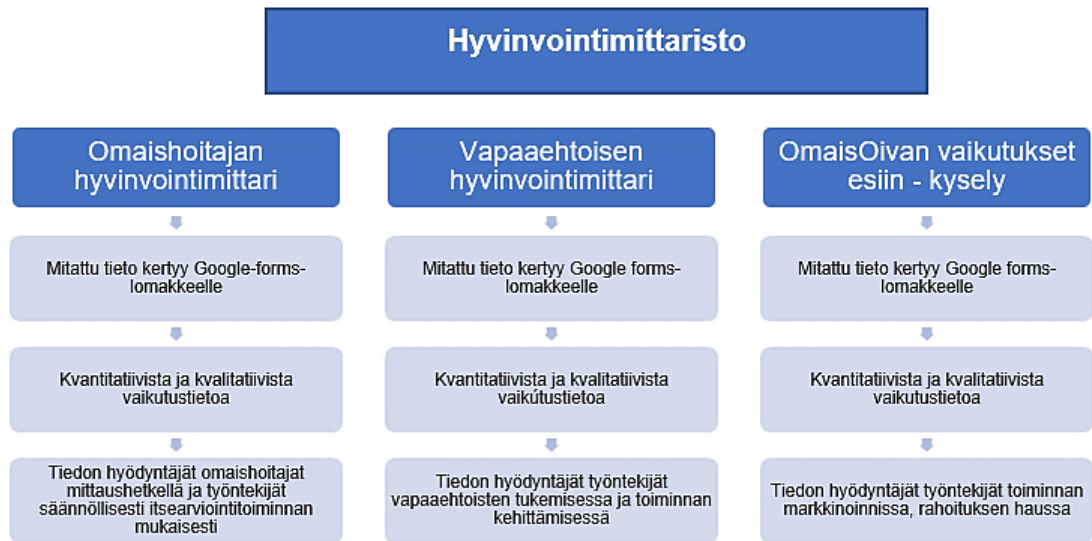 Hyvinvointimittaristo
Omaishoitajan
hyvinvointimittari
Mitattu tieto kertyy Google-forms-
lomakkeelle
Kvantitatiivista ja kvalitatiivista
vaikutustietoa
Tiedon hyödyntäjät omaishoitajat
mittaushetkellä ja työntekijät
säännöllisesti itsearviointitoiminnan
mukaisesti
Vapaaehtoisen
hyvinvointimittari
Mitattu tieto kertyy Google forms-
lomakkeelle
Kvantitatiivista ja kvalitatiivista
vaikútustietoa
Tiedon hyödyntäjät työntekijät
vapaaehtoisten tukemisessa ja toiminnan
kehittämisessä
OmaisOivan vaikutukset
esiin - kysely
Mitattu tieto kertyy Google forms-
lomakkeelle
Kvantitatiivista ja kvalitatiivista
vaikutustietoa
Tiedon hyödyntäjät työntekijät toiminnan
markkinoinnissa, rahoituksen haussa